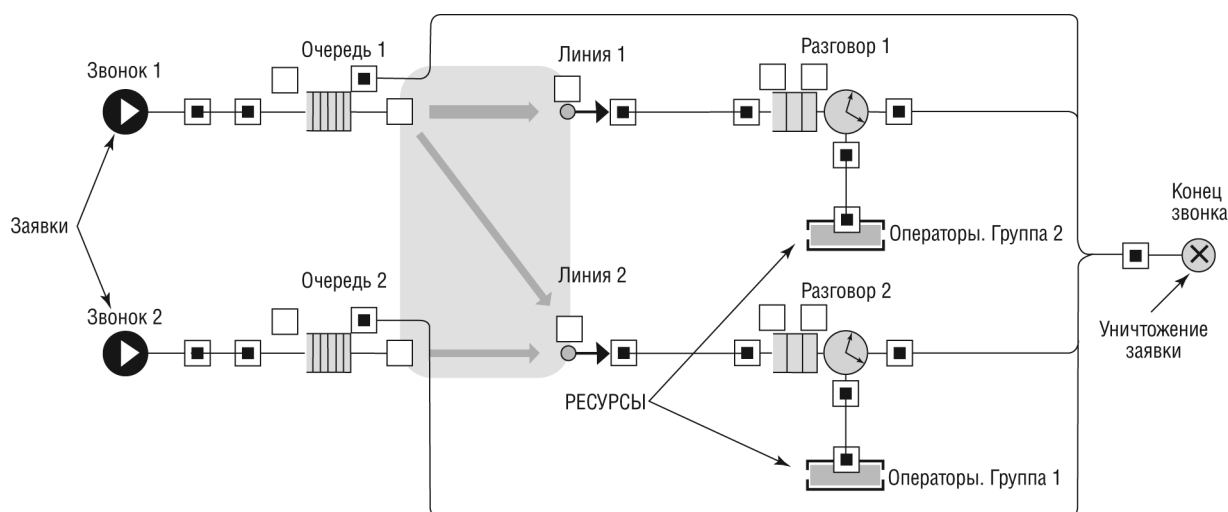 Звонок 1
Очередь 1
Линия 1
Разговор 1
Заявки
Операторы. Группа 2
Конец
звонка
Звонок 2
Очередь 2
Линия 2
Разговор 2
Уничтожение
заявки
РЕСУРСЫ
Операторы. Группа 1